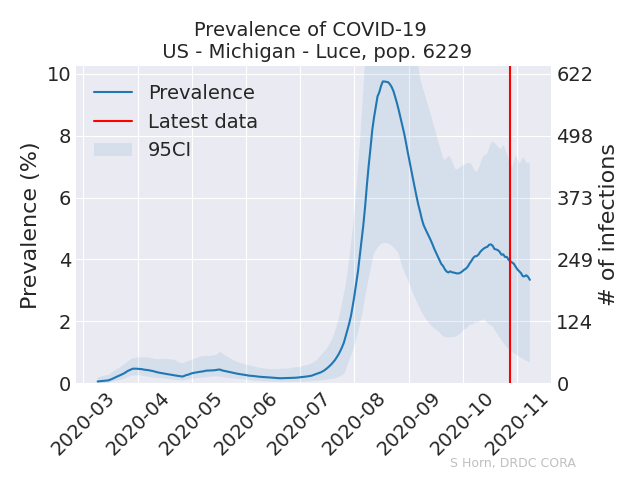 Prevalence of COVID-19
US - Michigan - Luce, pop. 6229
Prevalence (%)
10
8
6
4
2
0
Prevalence
Latest data
95CI
622
498
373
249
124
0
# of infections
2020-03
2020-04
2020-05
2020-06
2020-07
2020-08
2020-09
2020-10
2020-11
S Horn, DRDC CORA